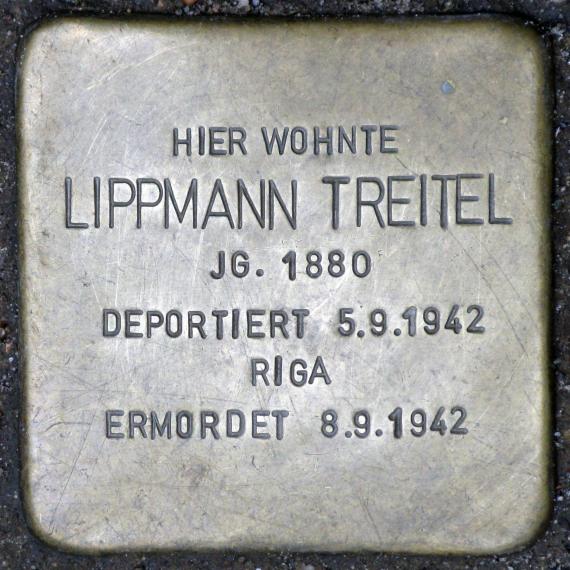 HIER WOHNTE
LIPPMANN TREITEL
JG. 1880
DEPORTIERT 5.9.1942
RIGA
ERMORDET 8.9.1942